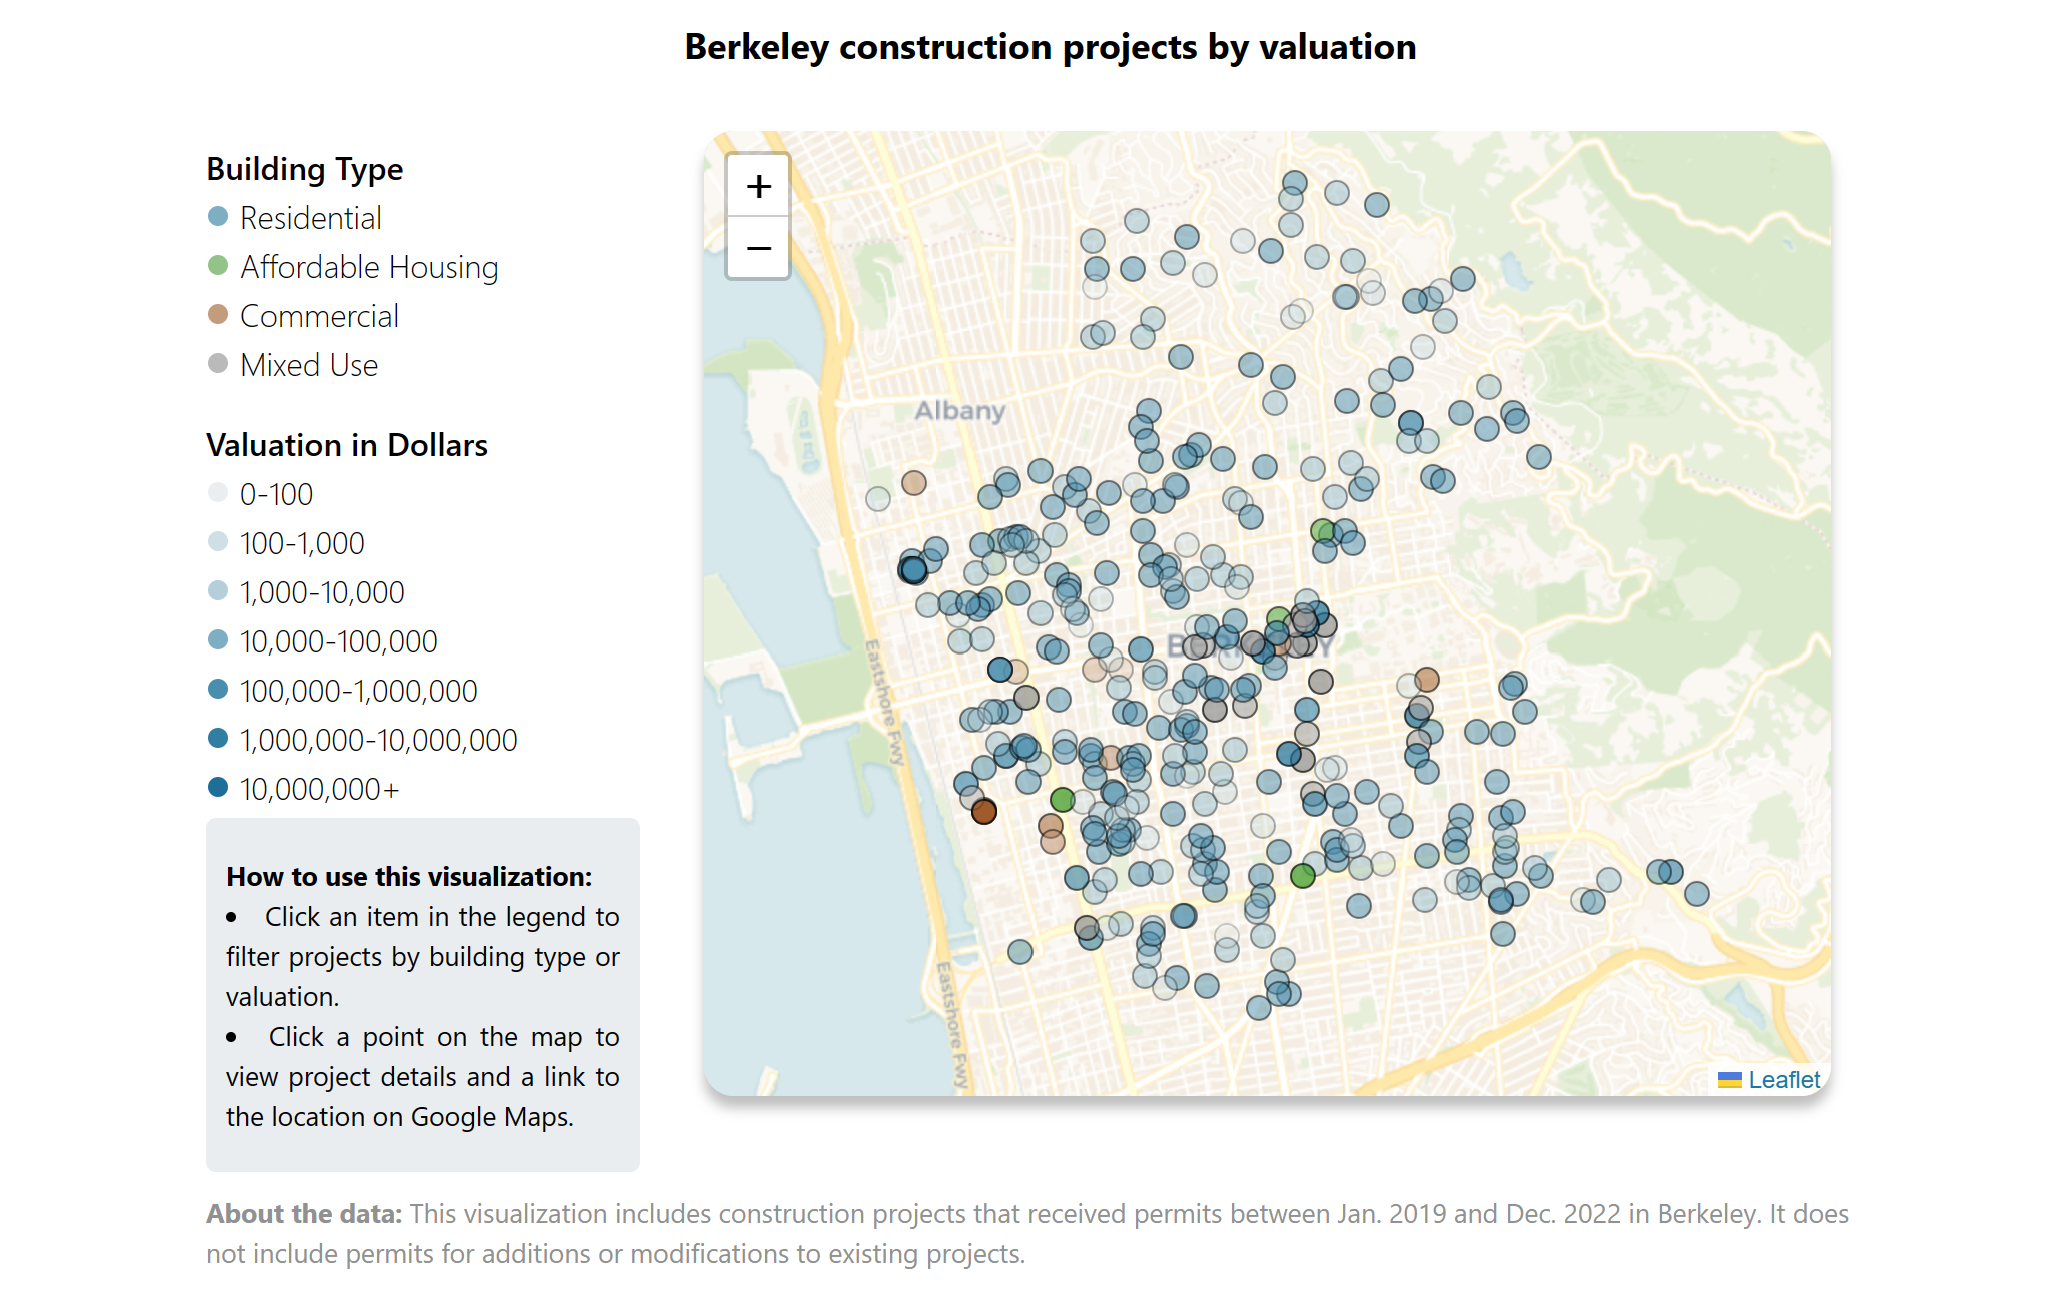 Berkeley construction projects by valuation
Building Type
Residential
Affordable Housing
Commercial
Mixed Use
Valuation in Dollars
0-100
100-1,000
1,000-10,000
10,000-100,000
100,000-1,000,000
1,000,000-10,000,000
10,000,000+
How to use this visualization:
• Click an item in the legend to
filter projects by building type or
valuation.
• Click a point on the map to
view project details and a link to
the location on Google Maps.
+
−
Albany
Eastshore Fwy
Eastshore Fwy
Leaflet
About the data: This visualization includes construction projects that received permits between Jan. 2019 and Dec. 2022 in Berkeley. It does
not include permits for additions or modifications to existing projects.